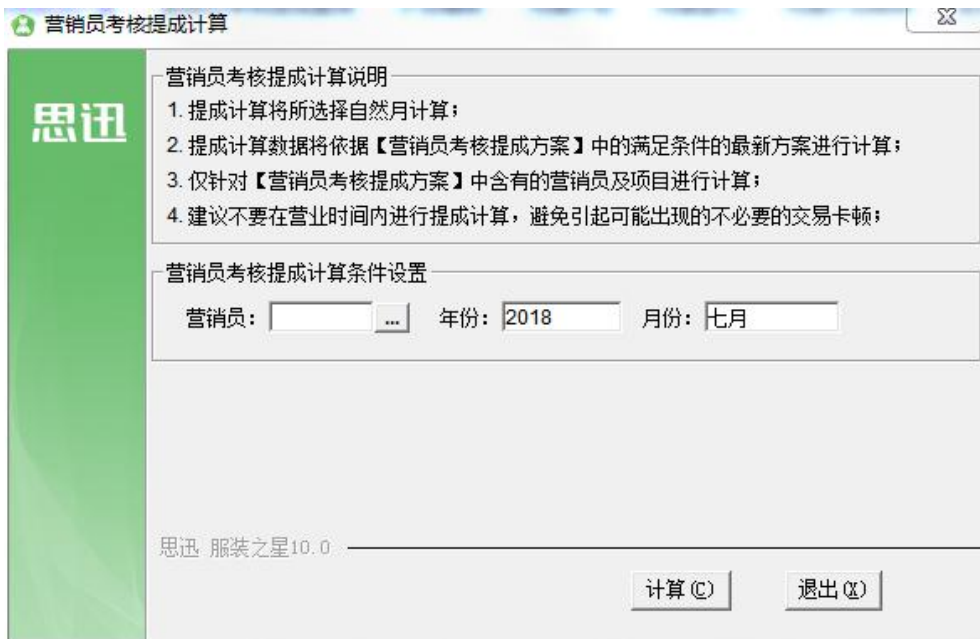 营销员考核提成计算
思迅
营销员考核提成计算说明
1. 提成计算将所选择自然月计算；
2. 提成计算数据将依据【营销员考核提成方案】中的满足条件的最新方案进行计算；
3. 仅针对【营销员考核提成方案】中含有的营销员及项目进行计算；
4. 建议不要在营业时间内进行提成计算，避免引起可能出现的不必要的交易卡顿；
营销员考核提成计算条件设置
营销员： ... 年份： 2018 月份： 七月
思迅 服装之星10.0
计算(C) 退出(X)